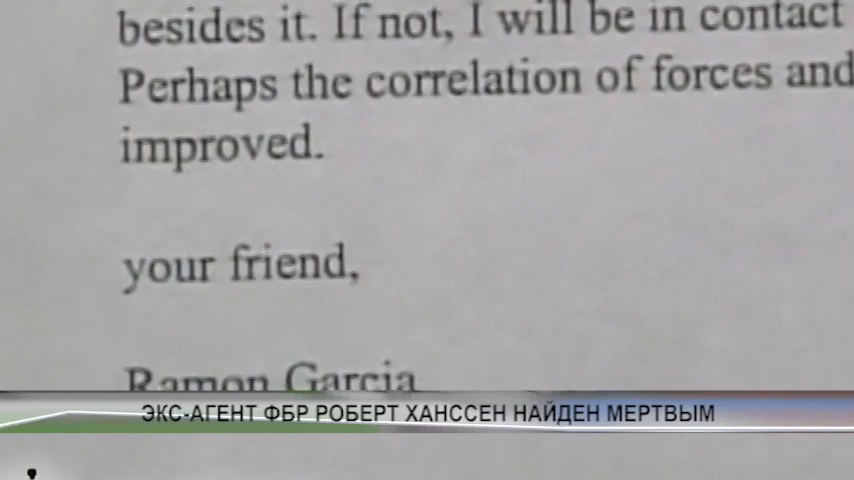 besides it. If not, I will be in contact
Perhaps the correlation of forces and
improved.
your friend,
Ramon Garcia
ЭКС-АГЕНТ ФБР РОБЕРТ ХАНССЕН НАЙДЕН МЕРТВЫМ